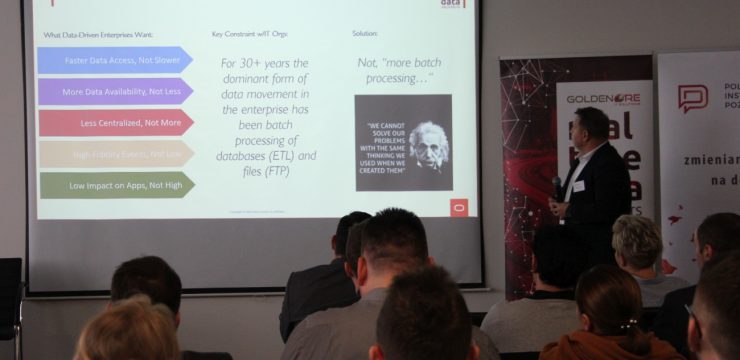 data
What Data-Driven Enterprises Want:
Faster Data Access, Not Slower
More Data Availability, Not Less
Less Centralized, Not More
High-Fidelity Events, Not Low
Low Impact on Apps, Not High
Key Constraint w/IT Orgs:
For 30+ years the
dominant form of
data movement in
the enterprise has
been batch
processing of
databases (ETL) and
files (FTP)
Solution:
Not, "more batch
processing…"
"WE CANNOT
SOLVE OUR
PROBLEMS
WITH THE SAME
THINKING WE
USED WHEN WE
CREATED THEM"
GOLDENORE
zmieniam
na d